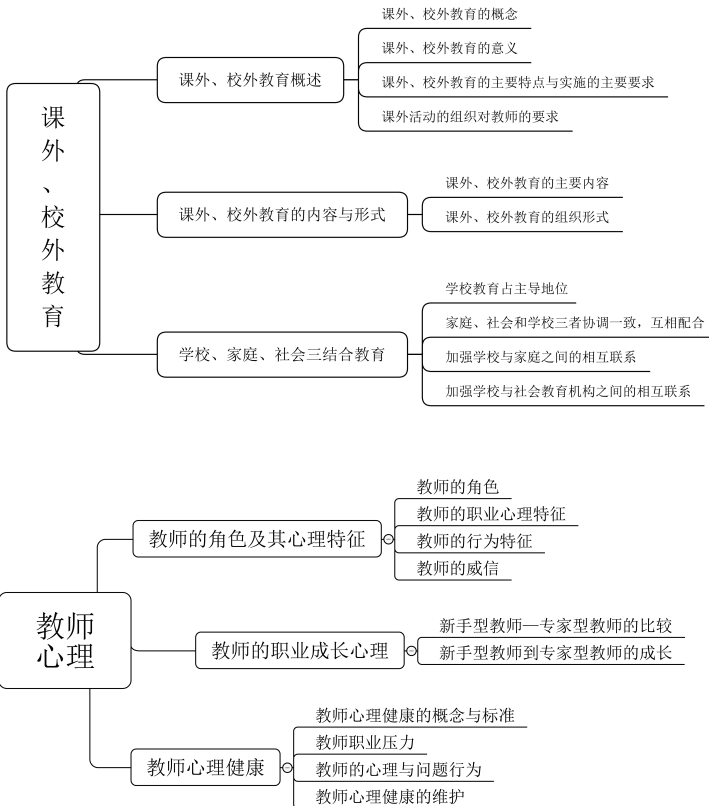 课外、校外教育
课外、校外教育概述
课外、校外教育的概念
课外、校外教育的意义
课外、校外教育的主要特点与实施的主要要求
课外活动的组织对教师的要求
课外、校外教育的内容与形式
课外、校外教育的主要内容
课外、校外教育的组织形式
学校、家庭、社会三结合教育
学校教育占主导地位
家庭、社会和学校三者协调一致，互相配合
加强学校与家庭之间的相互联系
加强学校与社会教育机构之间的相互联系
教师
心理
教师的角色及其心理特征
教师的角色
教师的职业心理特征
教师的行为特征
教师的威信
教师的职业成长心理
新手型教师—专家型教师的比较
新手型教师到专家型教师的成长
教师心理健康
教师心理健康的概念与标准
教师职业压力
教师的心理与问题行为
教师心理健康的维护